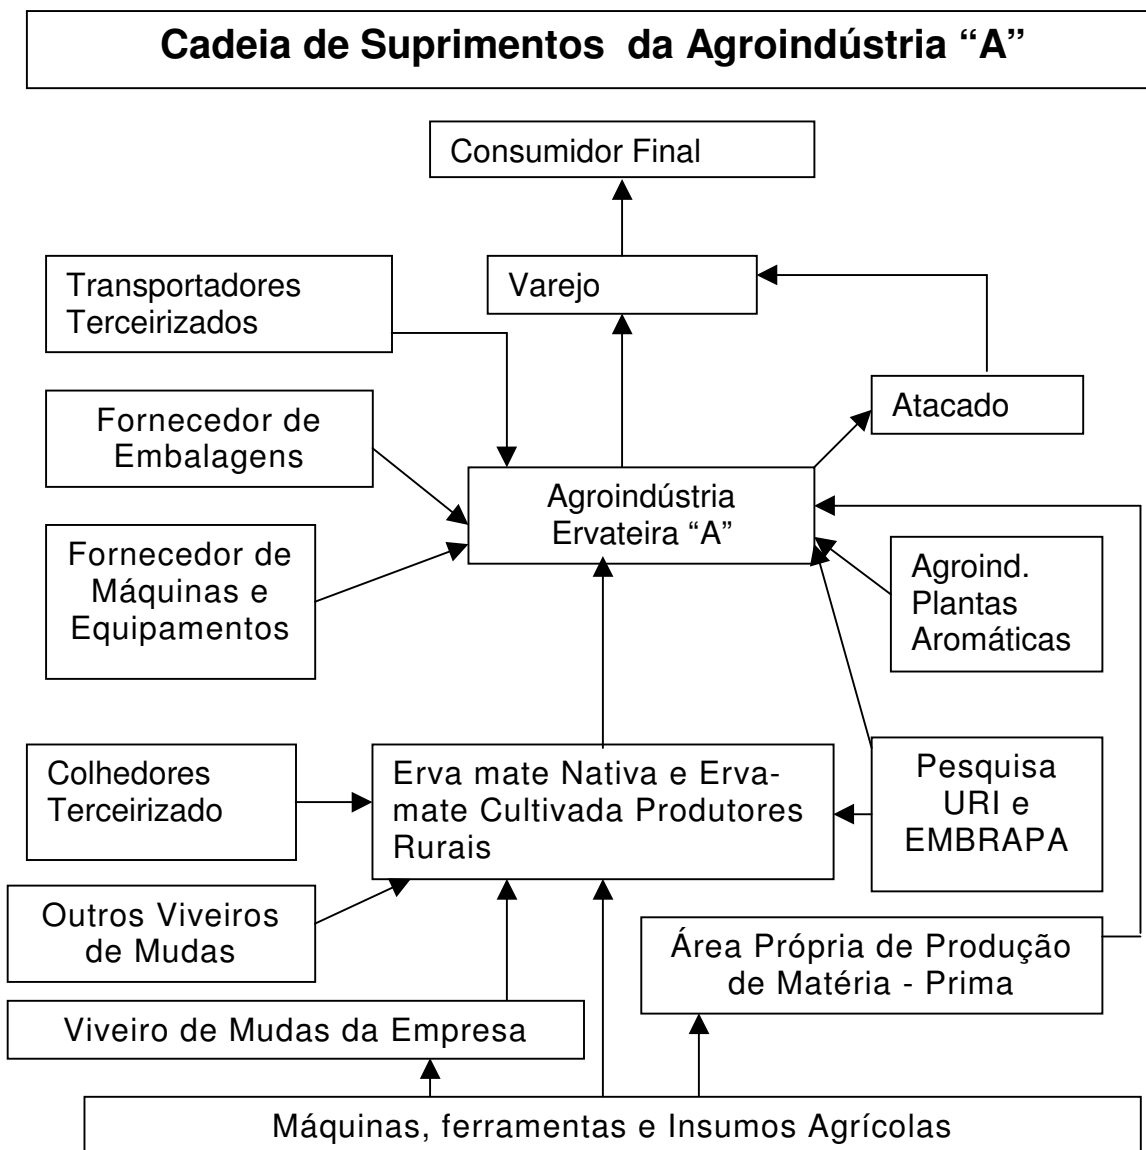 Cadeia de Suprimentos da Agroindústria “A”
Consumidor Final
Transportadores
Terceirizados
Varejo
Fornecedor de
Embalagens
Atacado
Agroindústria
Ervateira “A”
Fornecedor de
Máquinas e
Equipamentos
Agroind.
Plantas
Aromáticas
Colhedores
Terceirizado
Erva mate Nativa e Erva-
mate Cultivada Produtores
Rurais
Pesquisa
URI e
EMBRAPA
Outros Viveiros
de Mudas
Área Própria de Produção
de Matéria - Prima
Viveiro de Mudas da Empresa
Máquinas, ferramentas e Insumos Agrícolas